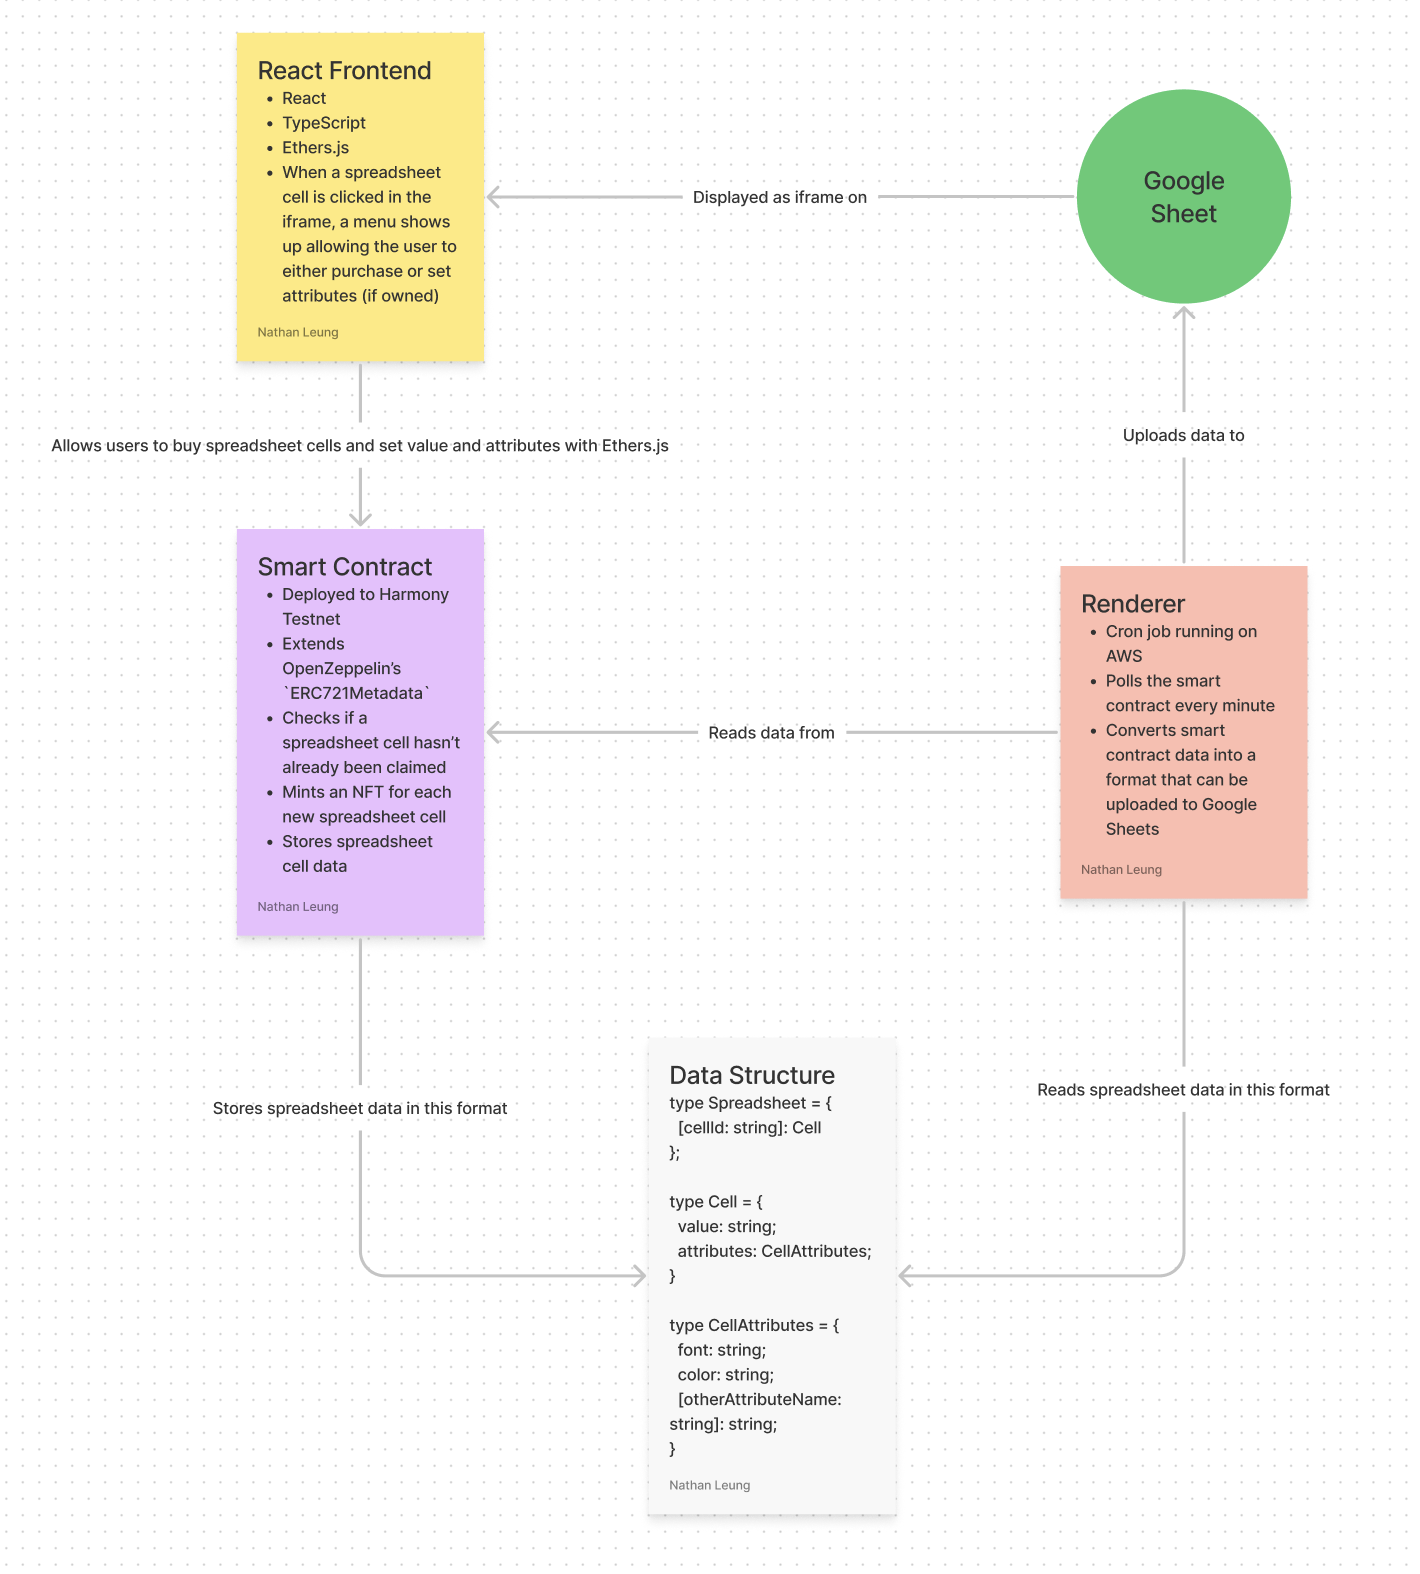 React Frontend
• React
• TypeScript
• Ethers.js
• When a spreadsheet
cell is clicked in the
iframe, a menu shows
up allowing the user to
either purchase or set
attributes (if owned)
Nathan Leung
Displayed as iframe on
Google
Sheet
Allows users to buy spreadsheet cells and set value and attributes with Ethers.js
Uploads data to
Smart Contract
• Deployed to Harmony
Testnet
• Extends
OpenZeppelin’s
`ERC721Metadata`
• Checks if a
spreadsheet cell hasn’t
already been claimed
• Mints an NFT for each
new spreadsheet cell
• Stores spreadsheet
cell data
Nathan Leung
Reads data from
Renderer
• Cron job running on
AWS
• Polls the smart
contract every minute
• Converts smart
contract data into a
format that can be
uploaded to Google
Sheets
Nathan Leung
Stores spreadsheet data in this format
Reads spreadsheet data in this format
Data Structure
type Spreadsheet = {
[cellId: string]: Cell
};
type Cell = {
value: string;
attributes: CellAttributes;
}
type CellAttributes = {
font: string;
color: string;
[otherAttributeName:
string]: string;
}
Nathan Leung